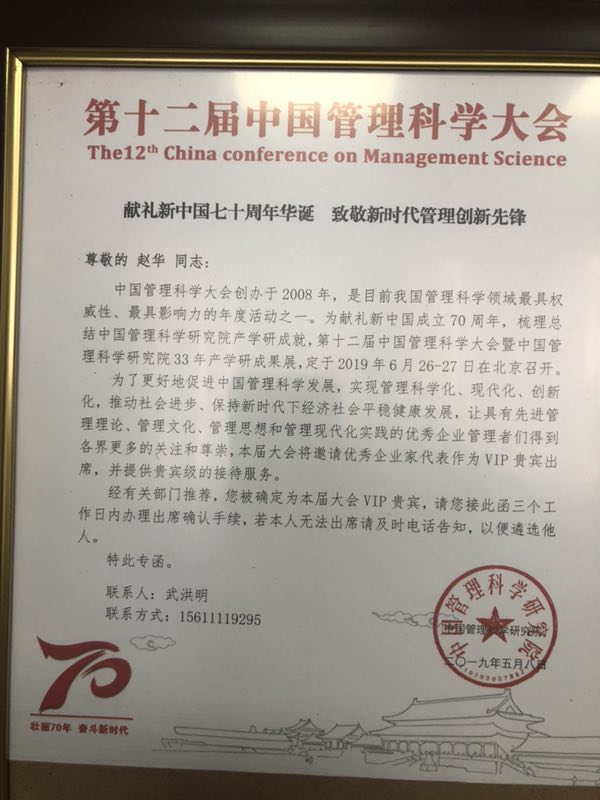 第十二届中国管理科学大会
The12th China conference on Management Science
献礼新中国七十周年华诞 致敬新时代管理创新先锋
尊敬的 赵华 同志：
中国管理科学大会创办于2008年，是目前我国管理科学领域最具权
威性、最具影响力的年度活动之一。为献礼新中国成立70周年，梳理总
结中国管理科学研究院产学研成就，第十二届中国管理科学大会暨中国管
理科学研究院33年产学研成果展，定于2019年6月26-27日在北京召开。
为了更好地促进中国管理科学发展，实现管理科学化、现代化、创新
化，推动社会进步、保持新时代下经济社会平稳健康发展，让具有先进管
理理论、管理文化、管理思想和管理现代化实践的优秀企业管理者们得到
各界更多的关注和尊崇，本届大会将邀请优秀企业家代表作为VIP贵宾出
席，并提供贵宾级的接待服务。
经有关部门推荐，您被确定为本届大会VIP贵宾，请您接此函三个工
作日内办理出席确认手续，若本人无法出席请及时电话告知，以便遴选他
人。
特此专函。
联系人：武洪明
联系方式：15611119295
中国管理科学研究院
中国管理科学研究院
二〇一九年五月八日
70
壮丽70年 奋斗新时代